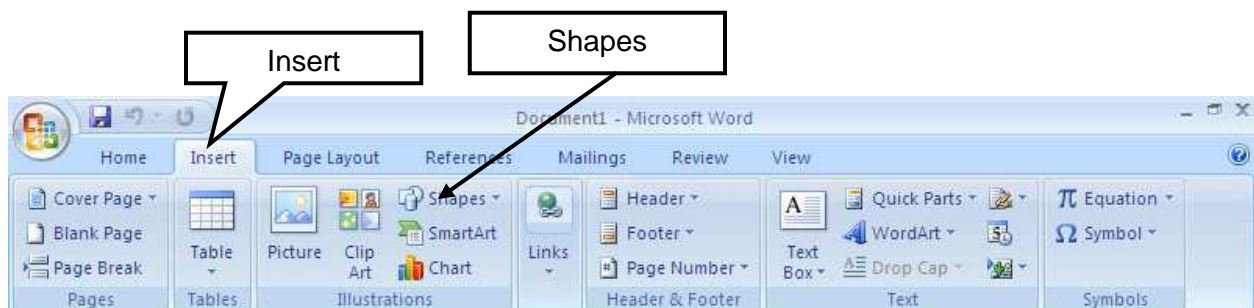 Shapes
Insert
Document1 - Microsoft Word
Home Insert Page Layout References Mailings Review View
Cover Page
Blank Page
Page Break
Pages
Table
Tables
Picture
Clip Art
Shapes
SmartArt
Chart
Illustrations
Links
Header
Footer
Page Number
Header & Footer
A
Text Box
Quick Parts
WordArt
Drop Cap
Text
π Equation
Ω Symbol
Symbols